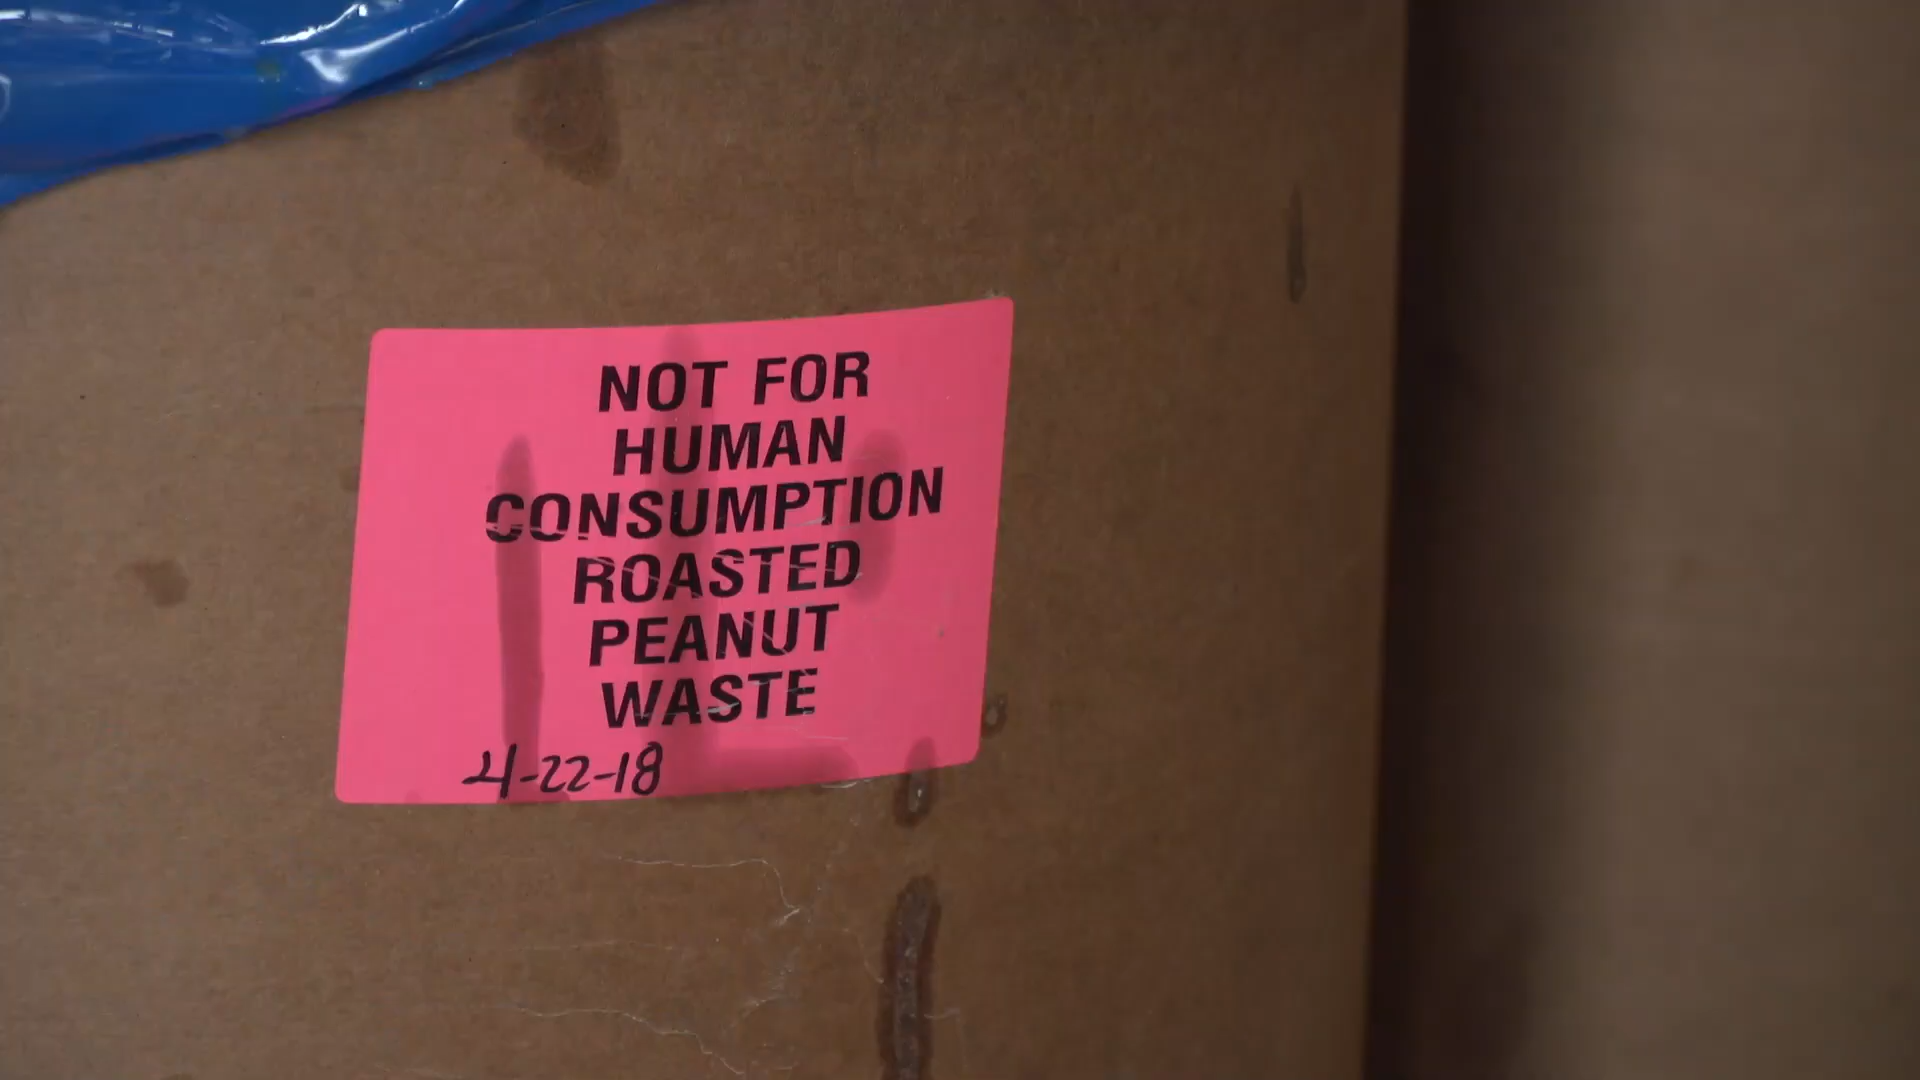 NOT FOR
HUMAN
CONSUMPTION
ROASTED
PEANUT
WASTE
4-22-18